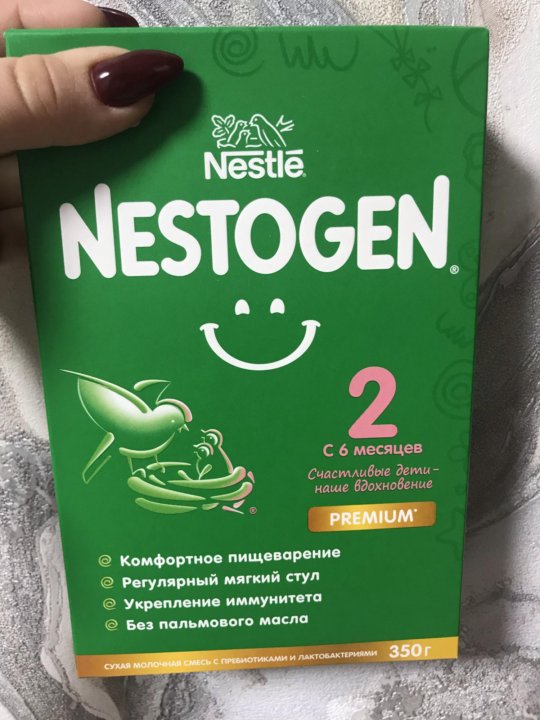 Nestlé
NESTOGEN®
2
С 6 месяцев
Счастливые дети–
наше вдохновение
PREMIUM*
Комфортное пищеварение
Регулярный мягкий стул
Укрепление иммунитета
Без пальмового масла
СУХАЯ МОЛОЧНАЯ СМЕСЬ С ПРЕБИОТИКАМИ И ЛАКТОБАКТЕРИЯМИ 350 г